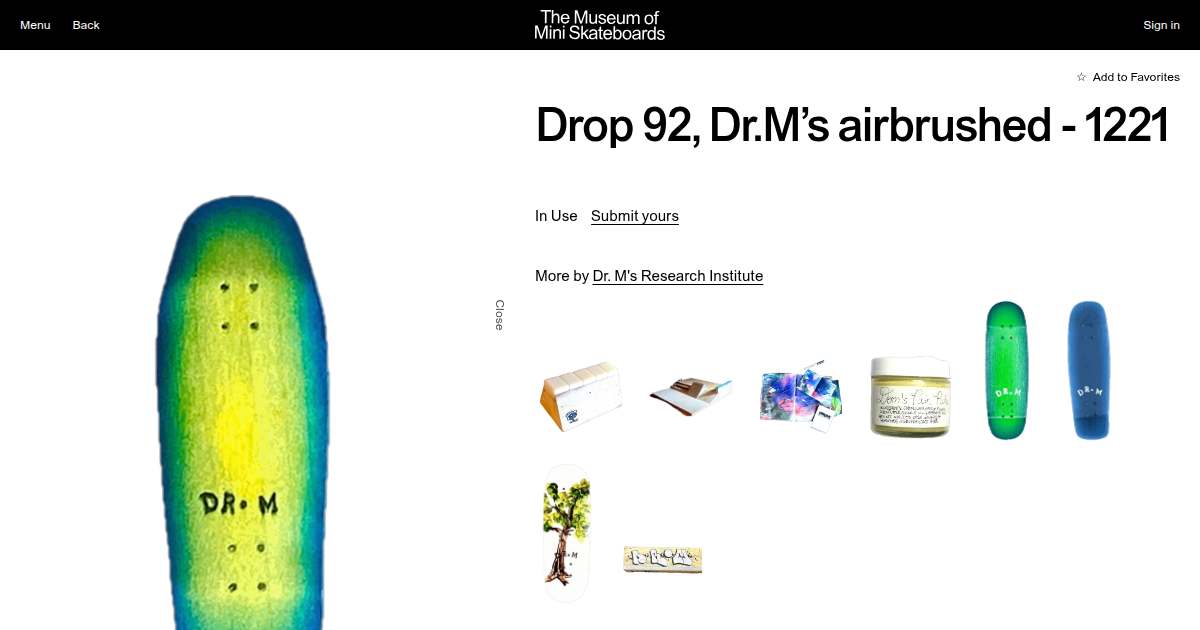 Menu
Back
The Museum of
Mini Skateboards
Sign in
☆ Add to Favorites
Drop 92, Dr.M’s airbrushed - 1221
In Use
Submit yours
More by Dr. M's Research Institute
Close
DR• M
DR•M
DR•M